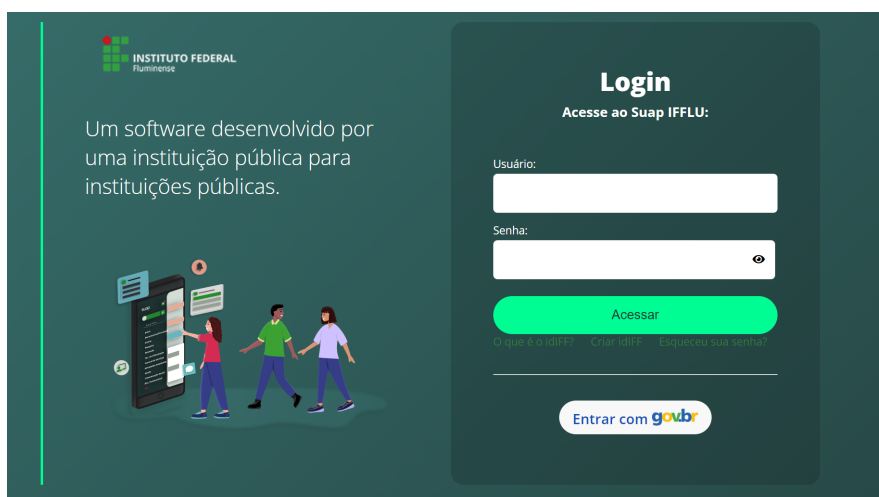 INSTITUTO FEDERAL
Fluminense
Um software desenvolvido por
uma instituição pública para
instituições públicas.
Login
Acesse ao Suap IFFLU:
Usuário:
Senha:
Acessar
O que é o idIFF? Criar idIFF Esqueceu sua senha?
Entrar com gov.br